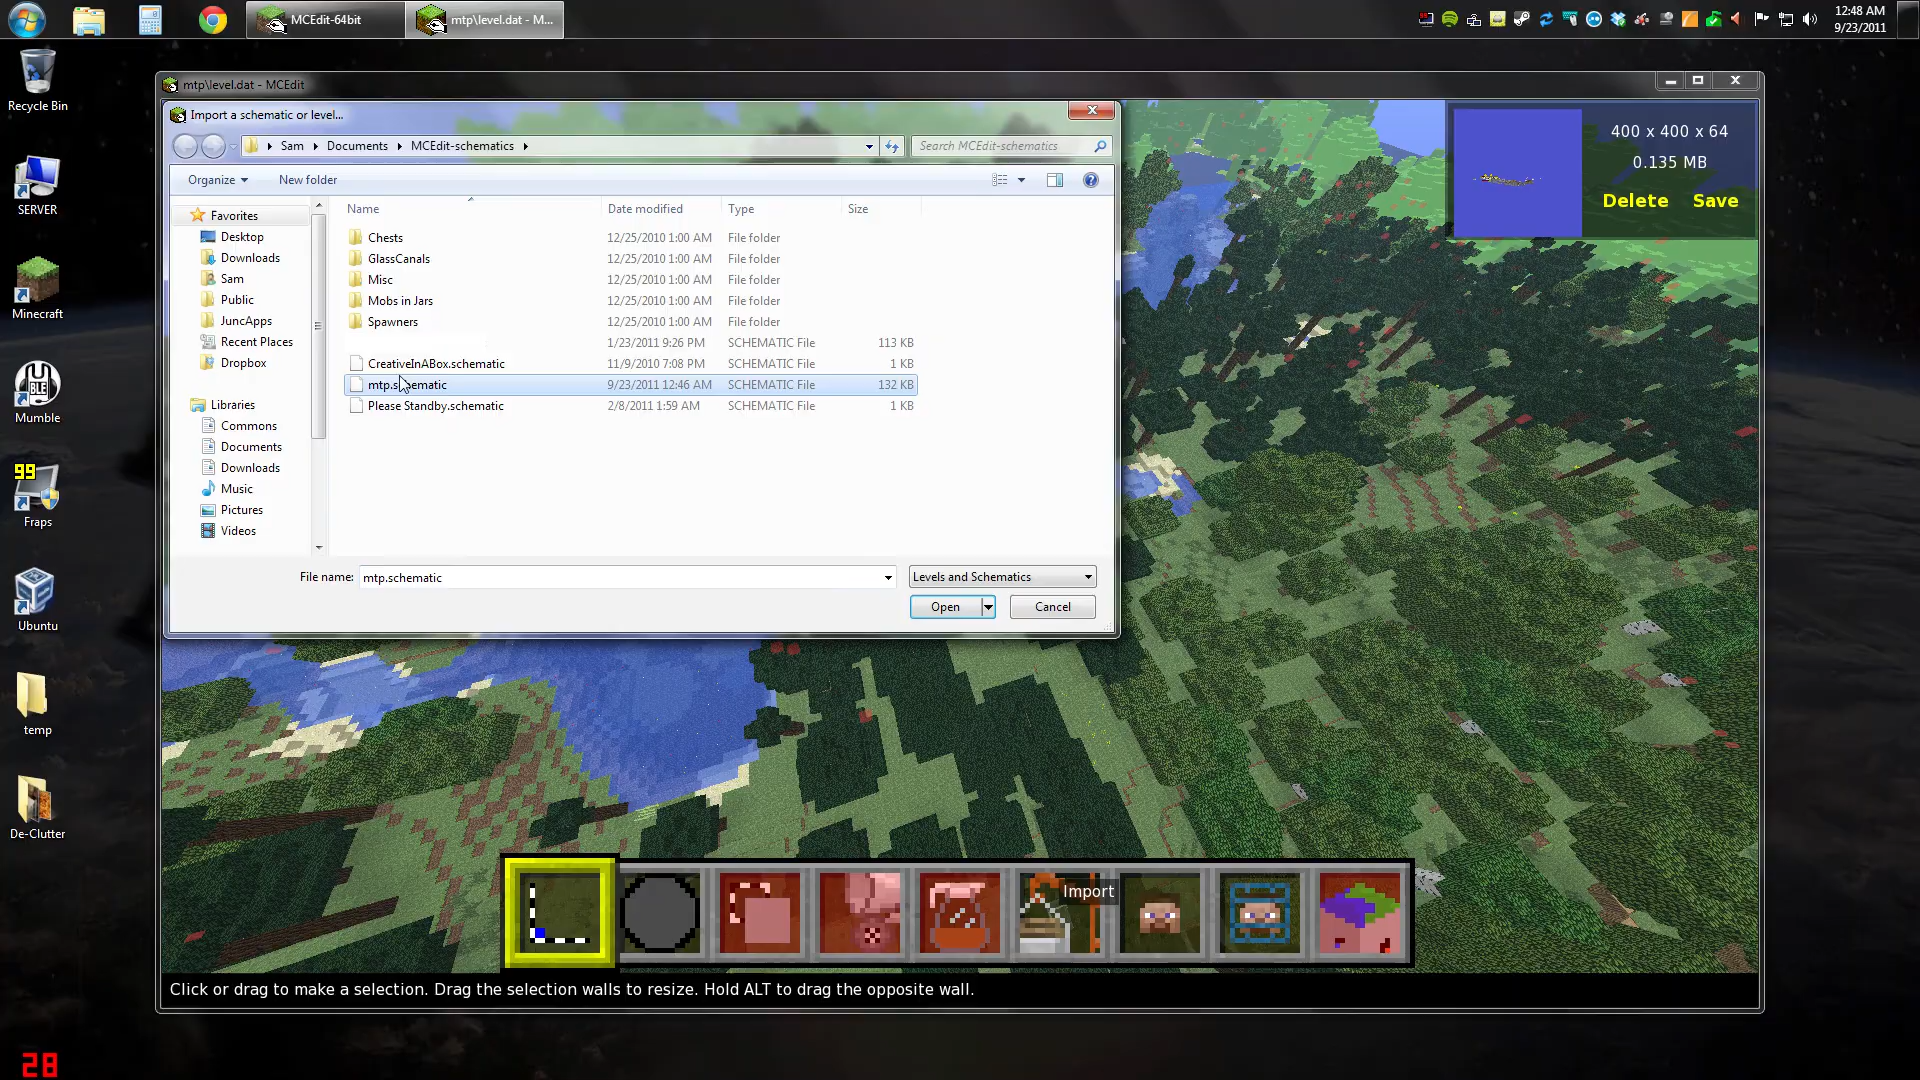 MCEdit-64bit
mtp\level.dat - M...
12:48 AM
9/23/2011
Recycle Bin
SERVER
Minecraft
Mumble
99
Fraps
Ubuntu
temp
De-Clutter
28
mtp\level.dat - MCEdit
Import a schematic or level...
Sam
Documents
MCEdit-schematics
Search MCEdit-schematics
Organize
New folder
Name
Date modified
Type
Size
Favorites
Desktop
Downloads
Sam
Public
JuncApps
Recent Places
Dropbox
Libraries
Commons
Documents
Downloads
Music
Pictures
Videos
Chests 12/25/2010 1:00 AM File folder
GlassCanals 12/25/2010 1:00 AM File folder
Misc 12/25/2010 1:00 AM File folder
Mobs in Jars 12/25/2010 1:00 AM File folder
Spawners 12/25/2010 1:00 AM File folder
1/23/2011 9:26 PM SCHEMATIC File 113 KB
CreativeInABox.schematic 11/9/2010 7:08 PM SCHEMATIC File 1 KB
mtp.schematic 9/23/2011 12:46 AM SCHEMATIC File 132 KB
Please Standby.schematic 2/8/2011 1:59 AM SCHEMATIC File 1 KB
File name: mtp.schematic
Levels and Schematics
Open
Cancel
400 x 400 x 64
0.135 MB
Delete Save
Import
Click or drag to make a selection. Drag the selection walls to resize. Hold ALT to drag the opposite wall.